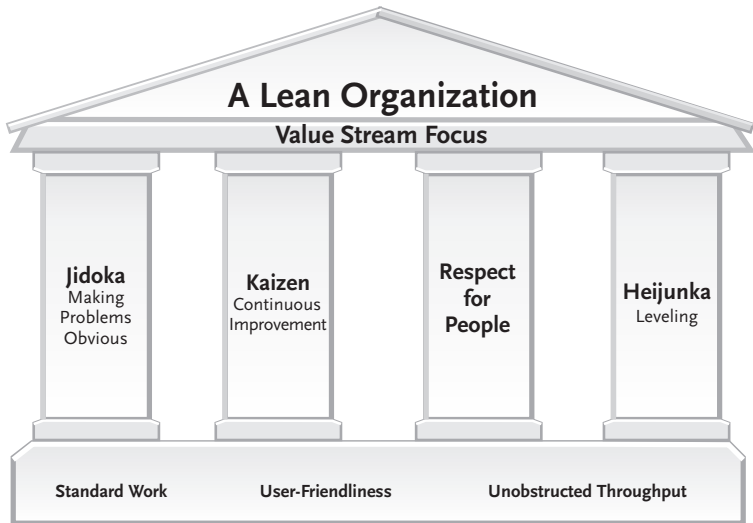 A Lean Organization
Value Stream Focus
Jidoka
Making
Problems
Obvious
Kaizen
Continuous
Improvement
Respect
for
People
Heijunka
Leveling
Standard Work
User-Friendliness
Unobstructed Throughput